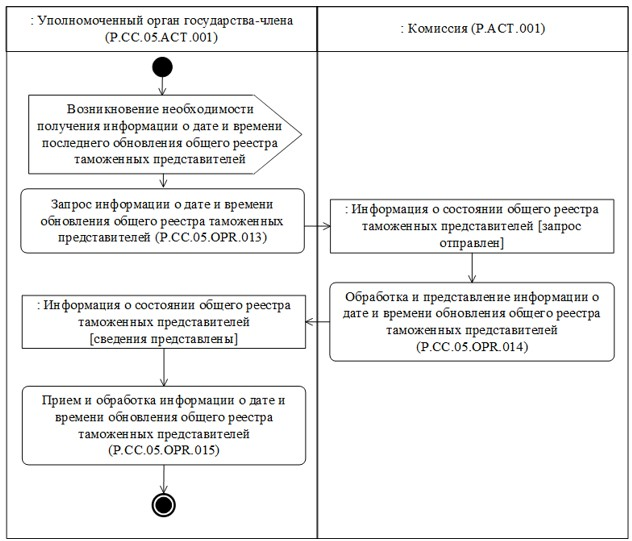 : Уполномоченный орган государства-члена
(P.CC.05.ACT.001)
: Комиссия (P.ACT.001)
Возникновение необходимости
получения информации о дате и времени
последнего обновления общего реестра
таможенных представителей
Запрос информации о дате и времени
обновления общего реестра таможенных
представителей (P.CC.05.OPR.013)
: Информация о состоянии общего реестра
таможенных представителей [запрос
отправлен]
Обработка и представление информации о
дате и времени обновления общего реестра
таможенных представителей
(P.CC.05.OPR.014)
: Информация о состоянии общего реестра
таможенных представителей
[сведения представлены]
Прием и обработка информации о дате и
времени обновления общего реестра
таможенных представителей
(P.CC.05.OPR.015)